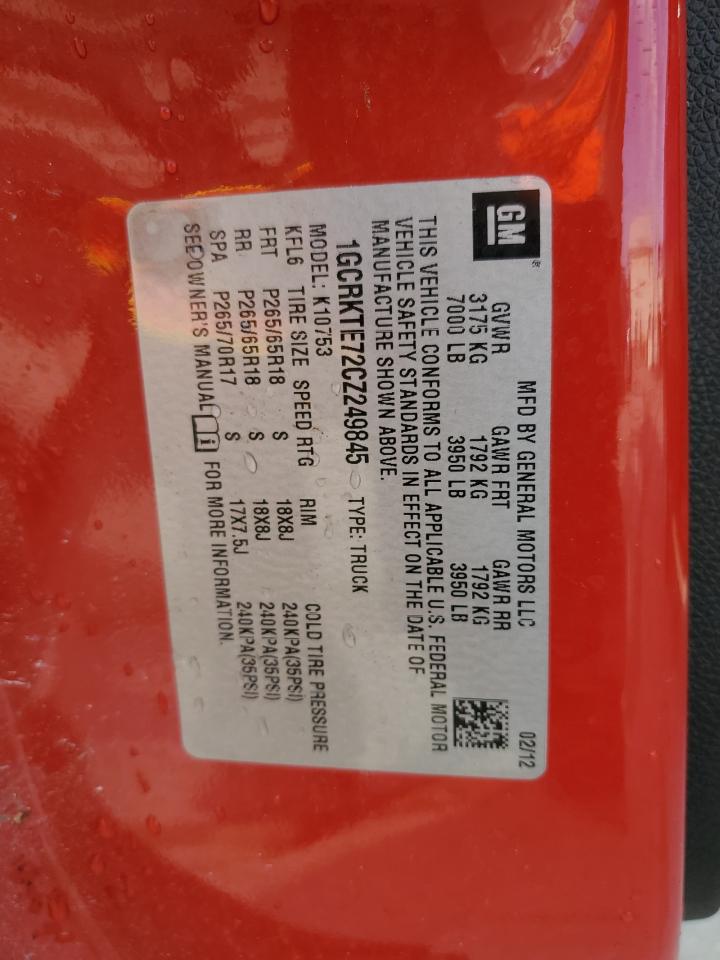 GM®
MFD BY GENERAL MOTORS LLC 02/12
GVWR GAWR FRT GAWR RR
3175 KG 1792 KG 1792 KG
7000 LB 3950 LB 3950 LB
THIS VEHICLE CONFORMS TO ALL APPLICABLE U.S. FEDERAL MOTOR
VEHICLE SAFETY STANDARDS IN EFFECT ON THE DATE OF
MANUFACTURE SHOWN ABOVE.
1GCRKTE72CZ249845 TYPE: TRUCK
MODEL: K10753
KFL6 TIRE SIZE SPEED RTG RIM COLD TIRE PRESSURE
FRT P265/65R18 S 18X8J 240KPA(35PSI)
RR P265/65R18 S 18X8J 240KPA(35PSI)
SPA P265/70R17 S 17X7.5J 240KPA(35PSI)
SEE OWNER'S MANUAL i FOR MORE INFORMATION.